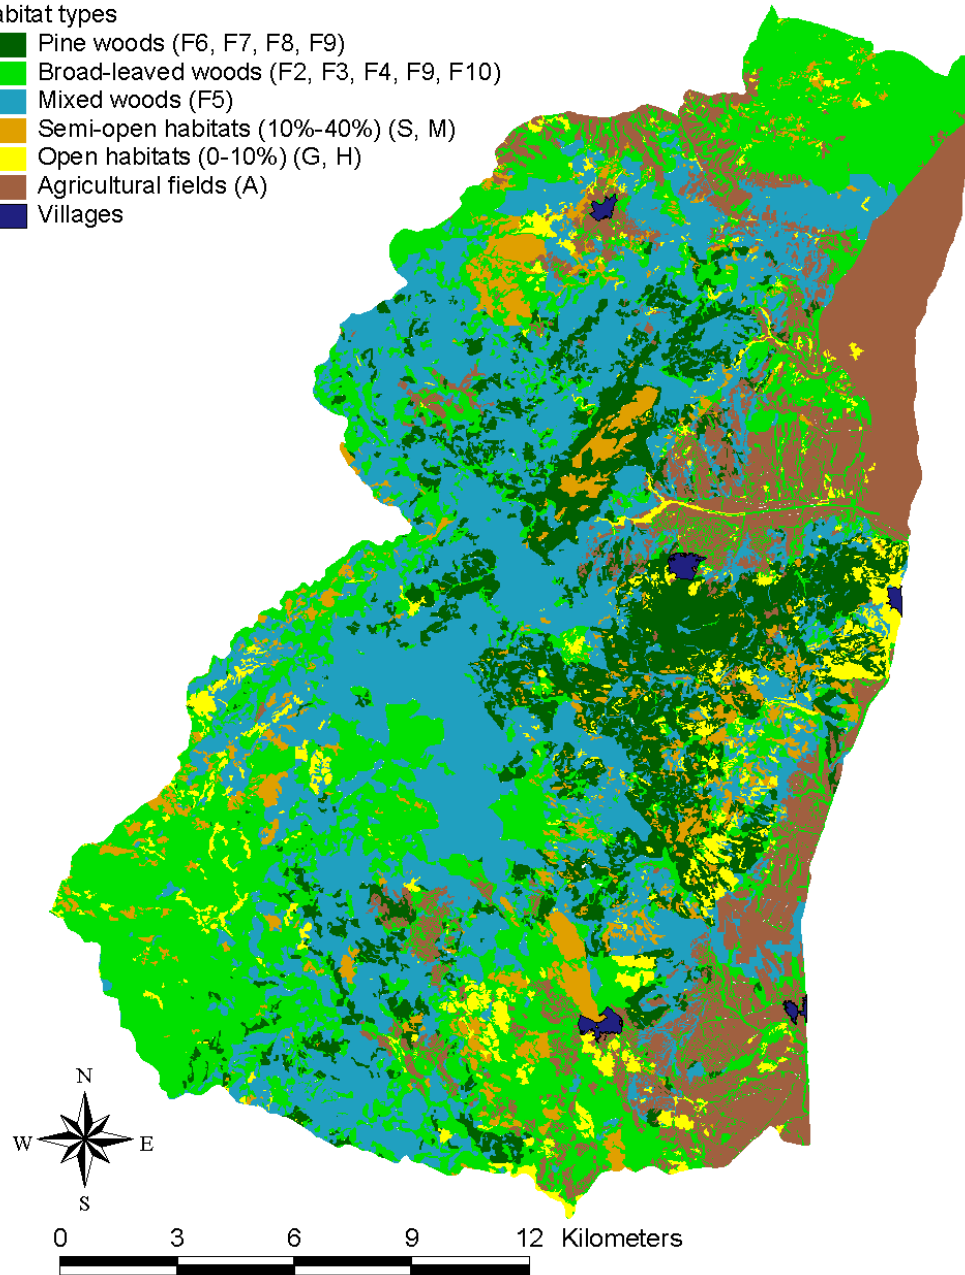 abitat types
Pine woods (F6, F7, F8, F9)
Broad-leaved woods (F2, F3, F4, F9, F10)
Mixed woods (F5)
Semi-open habitats (10%-40%) (S, M)
Open habitats (0-10%) (G, H)
Agricultural fields (A)
Villages
N
W E
S
0 3 6 9 12 Kilometers